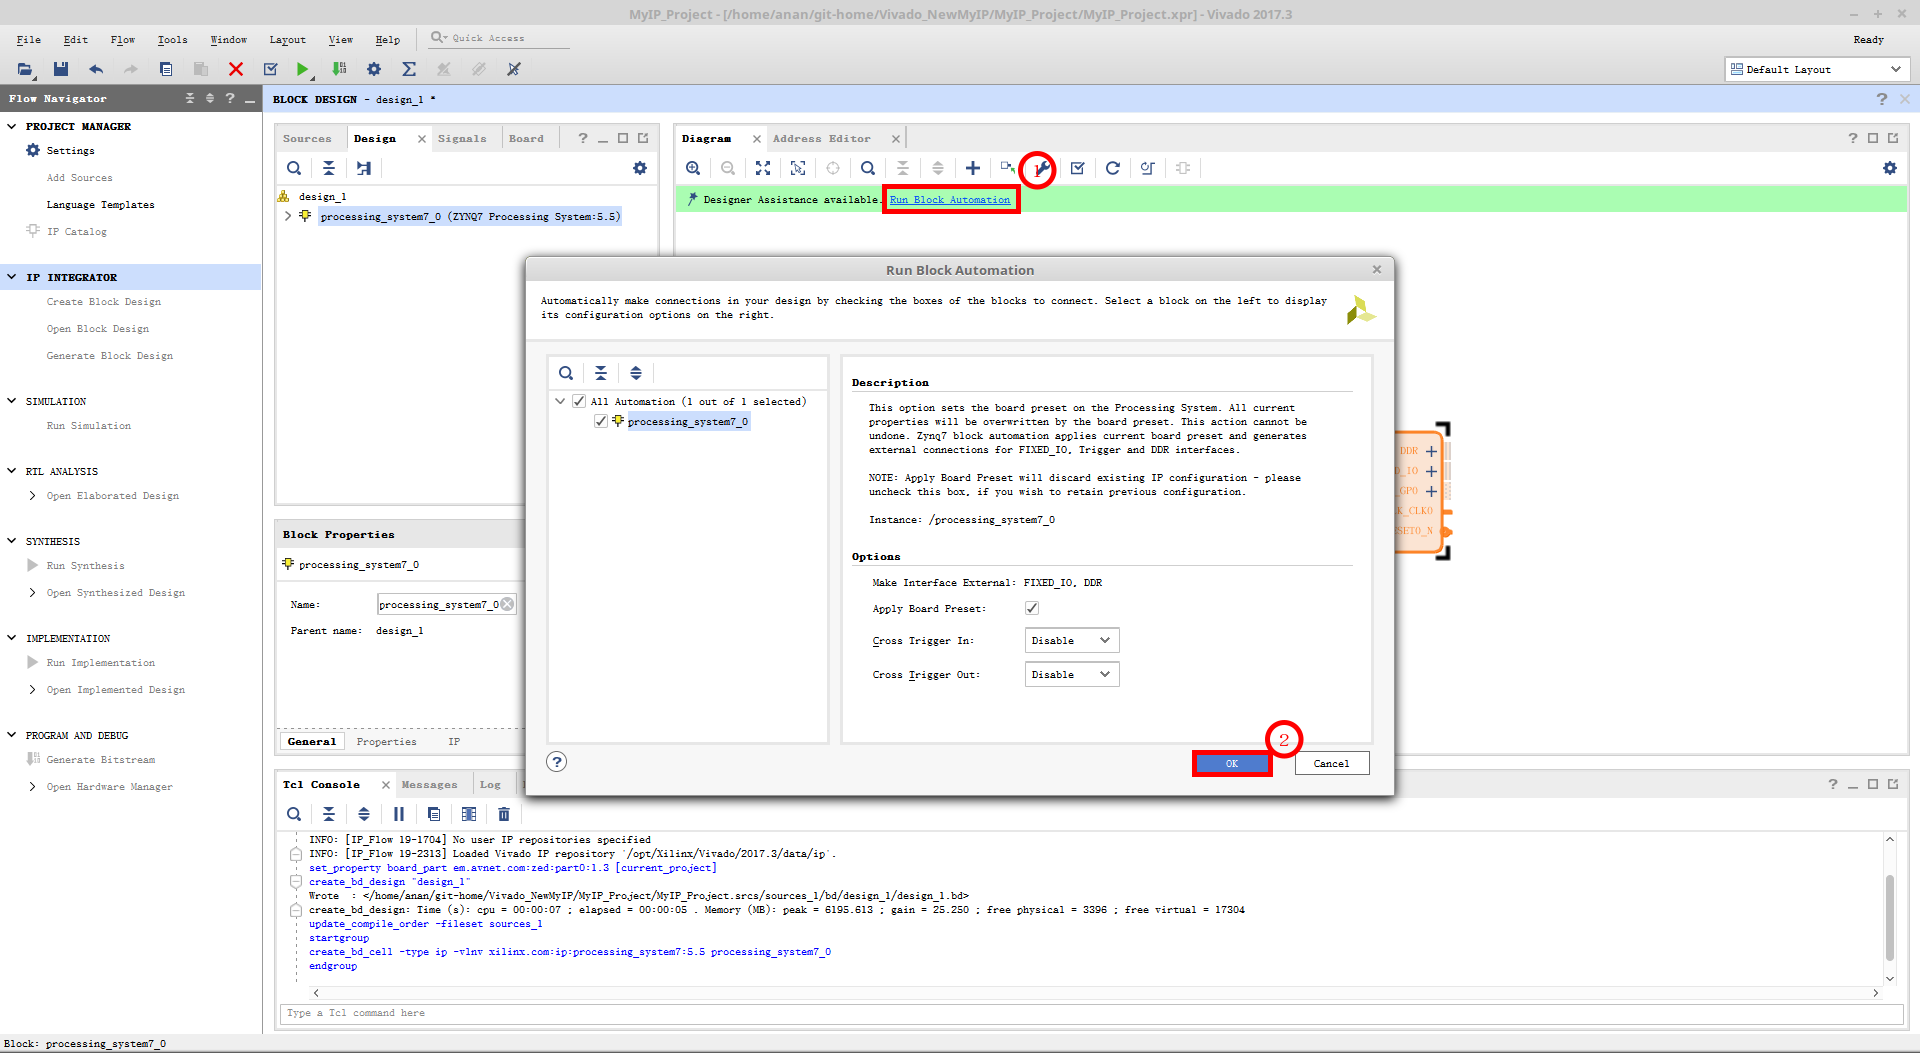 MyIP_Project - [/home/anan/git-home/Vivado_NewMyIP/MyIP_Project/MyIP_Project.xpr] - Vivado 2017.3
File Edit Flow Tools Window Layout View Help Quick Access
Ready
Default Layout
Flow Navigator
PROJECT MANAGER
Settings
Add Sources
Language Templates
IP Catalog
IP INTEGRATOR
Create Block Design
Open Block Design
Generate Block Design
SIMULATION
Run Simulation
RTL ANALYSIS
Open Elaborated Design
SYNTHESIS
Run Synthesis
Open Synthesized Design
IMPLEMENTATION
Run Implementation
Open Implemented Design
PROGRAM AND DEBUG
Generate Bitstream
Open Hardware Manager
BLOCK DESIGN - design_1 *
Sources Design Signals Board
design_1
processing_system7_0 (ZYNQ7 Processing System:5.5)
Diagram Address Editor
1
Designer Assistance available. Run Block Automation
Block Properties
processing_system7_0
Name: processing_system7_0
Parent name: design_1
General Properties IP
Run Block Automation
Automatically make connections in your design by checking the boxes of the blocks to connect. Select a block on the left to display
its configuration options on the right.
All Automation (1 out of 1 selected)
processing_system7_0
Description
This option sets the board preset on the Processing System. All current
properties will be overwritten by the board preset. This action cannot be
undone. Zynq7 block automation applies current board preset and generates
external connections for FIXED_IO, Trigger and DDR interfaces.
NOTE: Apply Board Preset will discard existing IP configuration - please
uncheck this box, if you wish to retain previous configuration.
Instance: /processing_system7_0
Options
Make Interface External: FIXED_IO, DDR
Apply Board Preset:
Cross Trigger In: Disable
Cross Trigger Out: Disable
2
OK Cancel
DDR
D_IO
_GP0
K_CLK0
SET0_N
Tcl Console Messages Log
INFO: [IP_Flow 19-1704] No user IP repositories specified
INFO: [IP_Flow 19-2313] Loaded Vivado IP repository '/opt/Xilinx/Vivado/2017.3/data/ip'.
set_property board_part em.avnet.com:zed:part0:1.3 [current_project]
create_bd_design "design_1"
Wrote  : </home/anan/git-home/Vivado_NewMyIP/MyIP_Project/MyIP_Project.srcs/sources_1/bd/design_1/design_1.bd>
create_bd_design: Time (s): cpu = 00:00:07 ; elapsed = 00:00:05 . Memory (MB): peak = 6195.613 ; gain = 25.250 ; free physical = 3396 ; free virtual = 17304
update_compile_order -fileset sources_1
startgroup
create_bd_cell -type ip -vlnv xilinx.com:ip:processing_system7:5.5 processing_system7_0
endgroup
Type a Tcl command here
Block: processing_system7_0